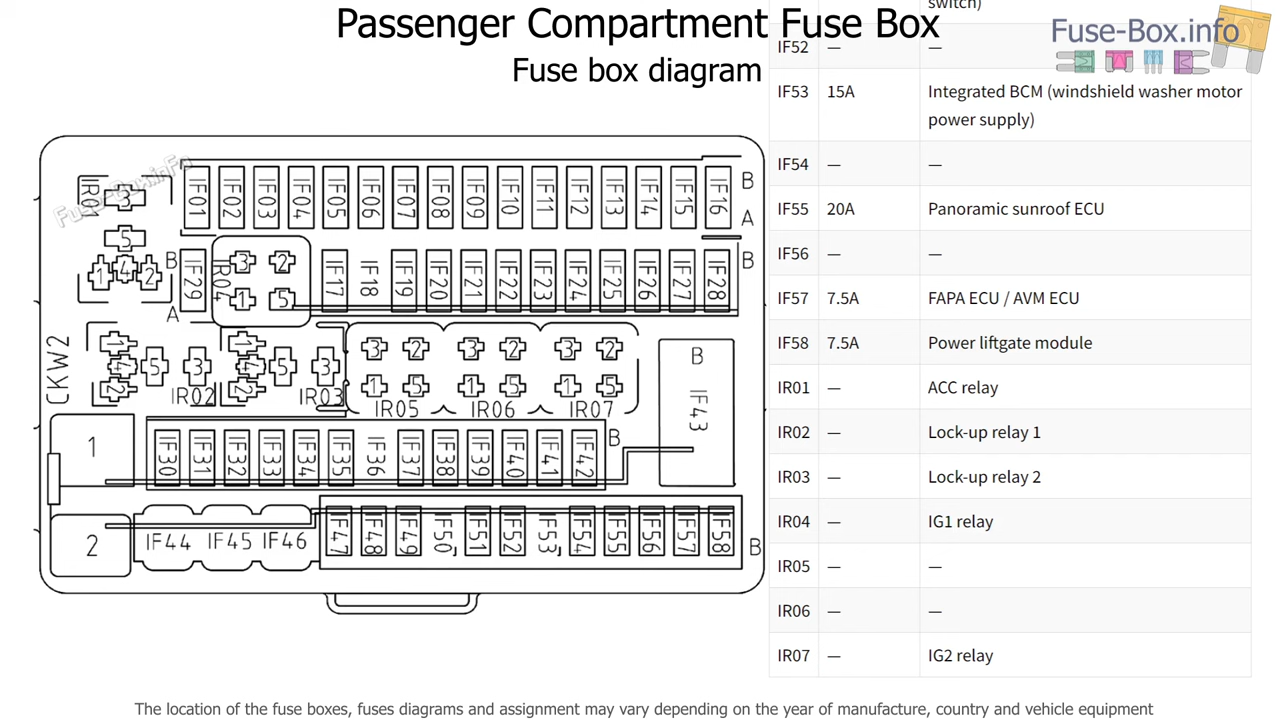 Passenger Compartment Fuse Box
Fuse box diagram
Fuse-Box.info
switch)
IF52 — —
IF53 15A Integrated BCM (windshield washer motor
power supply)
IF54 — —
IF55 20A Panoramic sunroof ECU
IF56 — —
IF57 7.5A FAPA ECU / AVM ECU
IF58 7.5A Power liftgate module
IR01 — ACC relay
IR02 — Lock-up relay 1
IR03 — Lock-up relay 2
IR04 — IG1 relay
IR05 — —
IR06 — —
IR07 — IG2 relay
Fuse-Box.inFo
3
5
1 4 2
IF01 IF02 IF03 IF04 IF05 IF06 IF07 IF08 IF09 IF10 IF11 IF12 IF13 IF14 IF15 IF16
B
A
B
A
IF29
IR04
3 2
1 5
IF17 IF18 IF19 IF20 IF21 IF22 IF23 IF24 IF25 IF26 IF27 IF28
B
CKW2
1 4 2 5 3
IR02
1 4 2 5 3
IR03
3 2 3 2 3 2
1 5 1 5 1 5
IR05 IR06 IR07
B
IF43
1
IF30 IF31 IF32 IF33 IF34 IF35 IF36 IF37 IF38 IF39 IF40 IF41 IF42
B
2
IF44 IF45 IF46
IF47 IF48 IF49 IF50 IF51 IF52 IF53 IF54 IF55 IF56 IF57 IF58
B
The location of the fuse boxes, fuses diagrams and assignment may vary depending on the year of manufacture, country and vehicle equipment